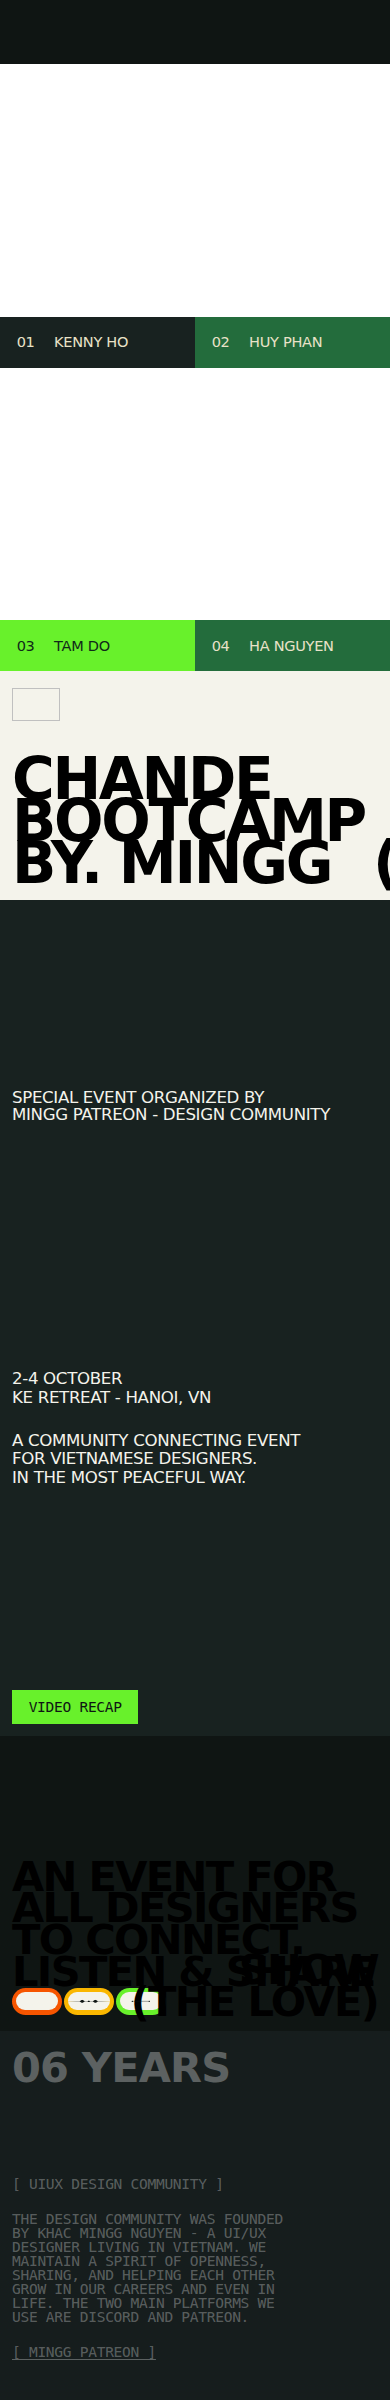 01 KENNY HO
02 HUY PHAN
03 TAM DO
04 HA NGUYEN
CHANDE
BOOTCAMP
BY. MINGG (
SPECIAL EVENT ORGANIZED BY
MINGG PATREON - DESIGN COMMUNITY
2-4 OCTOBER
KE RETREAT - HANOI, VN
A COMMUNITY CONNECTING EVENT
FOR VIETNAMESE DESIGNERS.
IN THE MOST PEACEFUL WAY.
VIDEO RECAP
AN EVENT FOR
ALL DESIGNERS
TO CONNECT,
LISTEN & SHARE
SHOW
(THE LOVE)
06 YEARS
[ UIUX DESIGN COMMUNITY ]
THE DESIGN COMMUNITY WAS FOUNDED
BY KHAC MINGG NGUYEN - A UI/UX
DESIGNER LIVING IN VIETNAM. WE
MAINTAIN A SPIRIT OF OPENNESS,
SHARING, AND HELPING EACH OTHER
GROW IN OUR CAREERS AND EVEN IN
LIFE. THE TWO MAIN PLATFORMS WE
USE ARE DISCORD AND PATREON.
[ MINGG PATREON ]